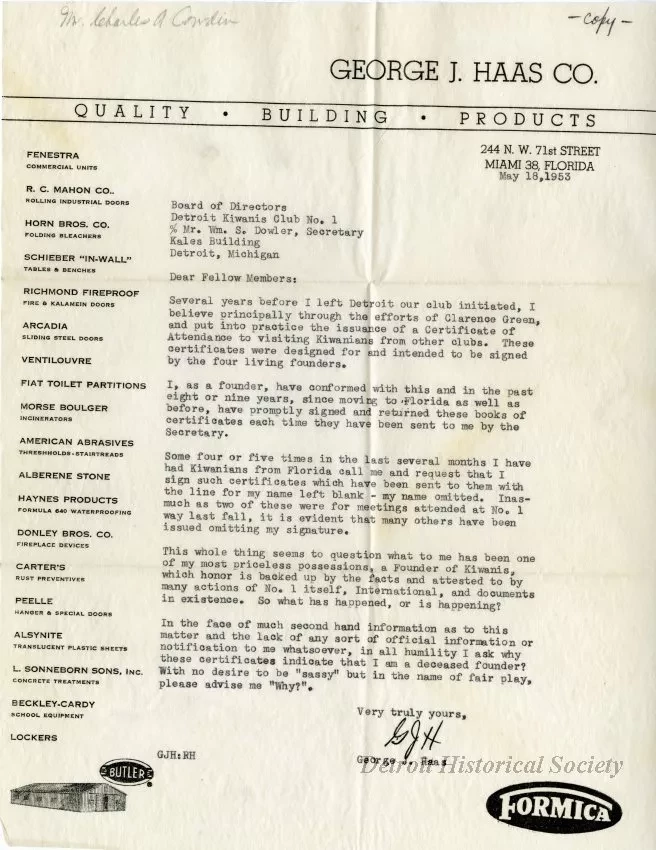 Mr. Charles A Cowdin
-copy-
GEORGE J. HAAS CO.
QUALITY • BUILDING • PRODUCTS
244 N. W. 71st STREET
MIAMI 38, FLORIDA
May 18,1953
FENESTRA
COMMERCIAL UNITS
R. C. MAHON CO..
ROLLING INDUSTRIAL DOORS
HORN BROS. CO.
FOLDING BLEACHERS
SCHIEBER "IN-WALL"
TABLES & BENCHES
RICHMOND FIREPROOF
FIRE & KALAMEIN DOORS
ARCADIA
SLIDING STEEL DOORS
VENTILOUVRE
FIAT TOILET PARTITIONS
MORSE BOULGER
INCINERATORS
AMERICAN ABRASIVES
THRESHHOLDS-STAIRTREADS
ALBERENE STONE
HAYNES PRODUCTS
FORMULA 640 WATERPROOFING
DONLEY BROS. CO.
FIREPLACE DEVICES
CARTER'S
RUST PREVENTIVES
PEELLE
HANGER & SPECIAL DOORS
ALSYNITE
TRANSLUCENT PLASTIC SHEETS
L. SONNEBORN SONS, INC.
CONCRETE TREATMENTS
BECKLEY-CARDY
SCHOOL EQUIPMENT
LOCKERS
Board of Directors
Detroit Kiwanis Club No. 1
% Mr. Wm. S. Dowler, Secretary
Kales Building
Detroit, Michigan
Dear Fellow Members:
Several years before I left Detroit our club initiated, I
believe principally through the efforts of Clarence Green,
and put into practice the issuance of a Certificate of
Attendance to visiting Kiwanians from other clubs. These
certificates were designed for and intended to be signed
by the four living founders.
I, as a founder, have conformed with this and in the past
eight or nine years, since moving to Florida as well as
before, have promptly signed and returned these books of
certificates each time they have been sent to me by the
Secretary.
Some four or five times in the last several months I have
had Kiwanians from Florida call me and request that I
sign such certificates which have been sent to them with
the line for my name left blank - my name omitted. Inas-
much as two of these were for meetings attended at No. 1
way last fall, it is evident that many others have been
issued omitting my signature.
This whole thing seems to question what to me has been one
of my most priceless possessions, a Founder of Kiwanis,
which honor is backed up by the facts and attested to by
many actions of No. 1 itself, International, and documents
in existence. So what has happened, or is happening?
In the face of much second hand information as to this
matter and the lack of any sort of official information or
notification to me whatsoever, in all humility I ask why
these certificates indicate that I am a deceased founder?
With no desire to be "sassy" but in the name of fair play,
please advise me "Why?".
Very truly yours,
GJH
George J. Haas
GJH:RH
Detroit Historical Society
BUTLER
FORMICA